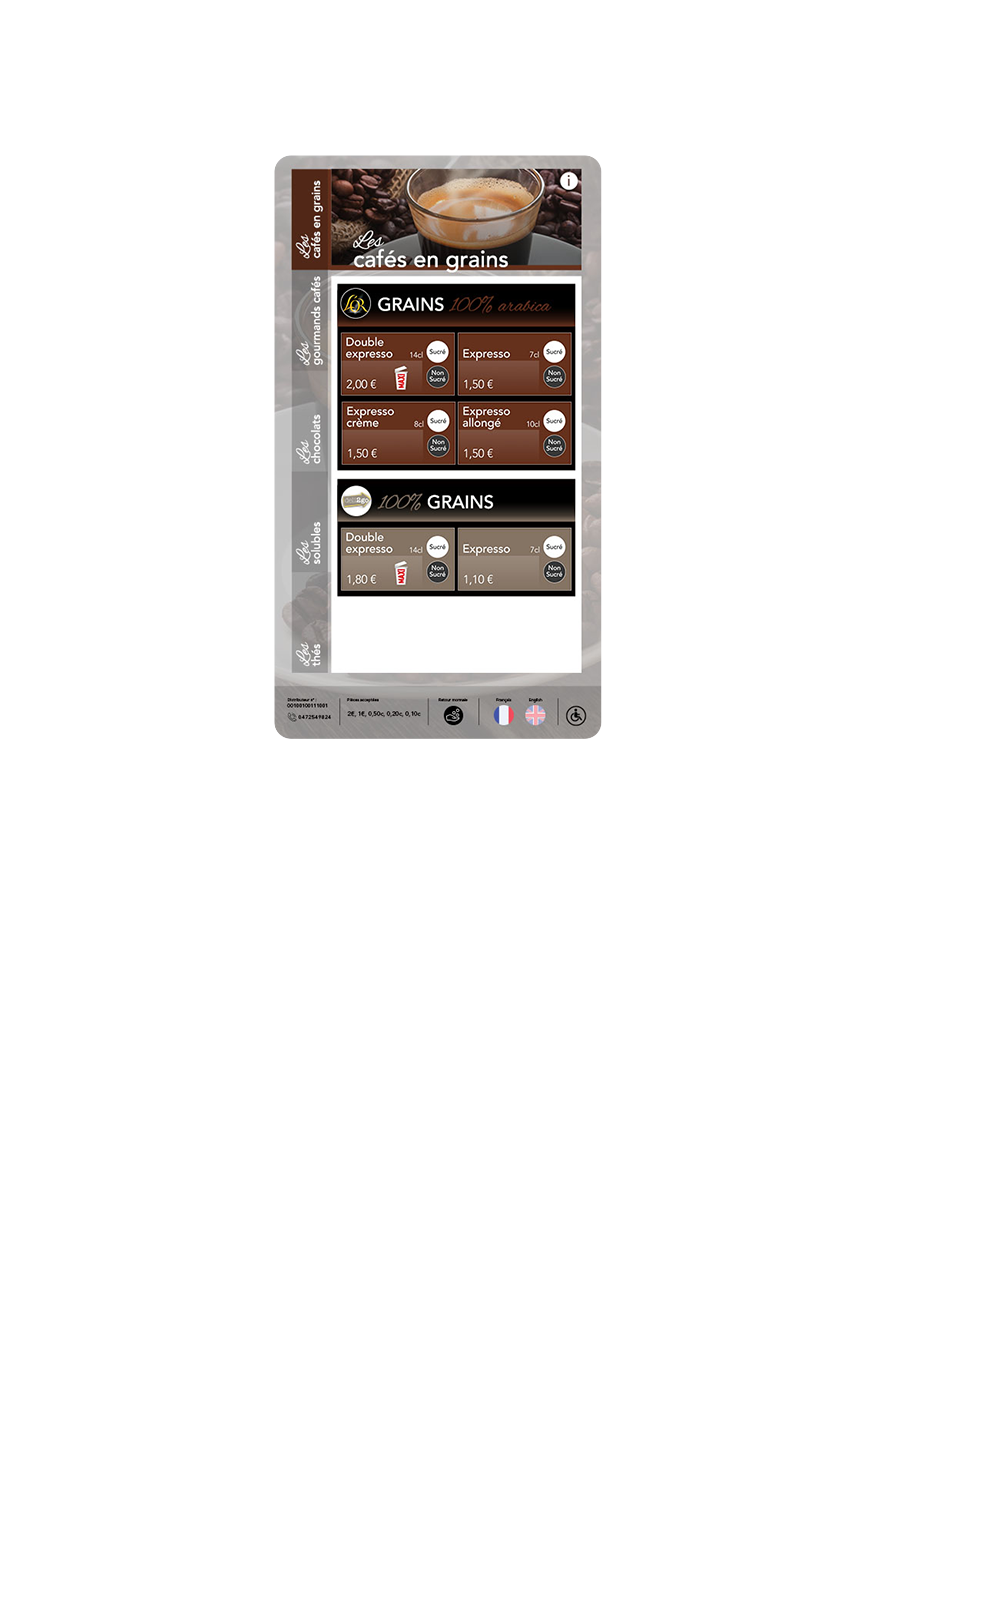 Les
cafés en grains
Les
gourmands cafés
Les
chocolats
Les
solubles
Les
thés
i
Les
cafés en grains
L'OR
GRAINS 100% arabica
Double
expresso 14cl
Sucré
2,00 €
MAXI
Non
Sucré
Expresso 7cl
Sucré
1,50 €
Non
Sucré
Expresso
crème 8cl
Sucré
1,50 €
Non
Sucré
Expresso
allongé 10cl
Sucré
1,50 €
Non
Sucré
100% GRAINS
Double
expresso 14cl
Sucré
1,80 €
MAXI
Non
Sucré
Expresso 7cl
Sucré
1,10 €
Non
Sucré
Distributeur n° :
00100100111001
0472549824
Pièces acceptées
2€, 1€, 0,50c, 0,20c, 0,10c
Retour monnaie
Français
English